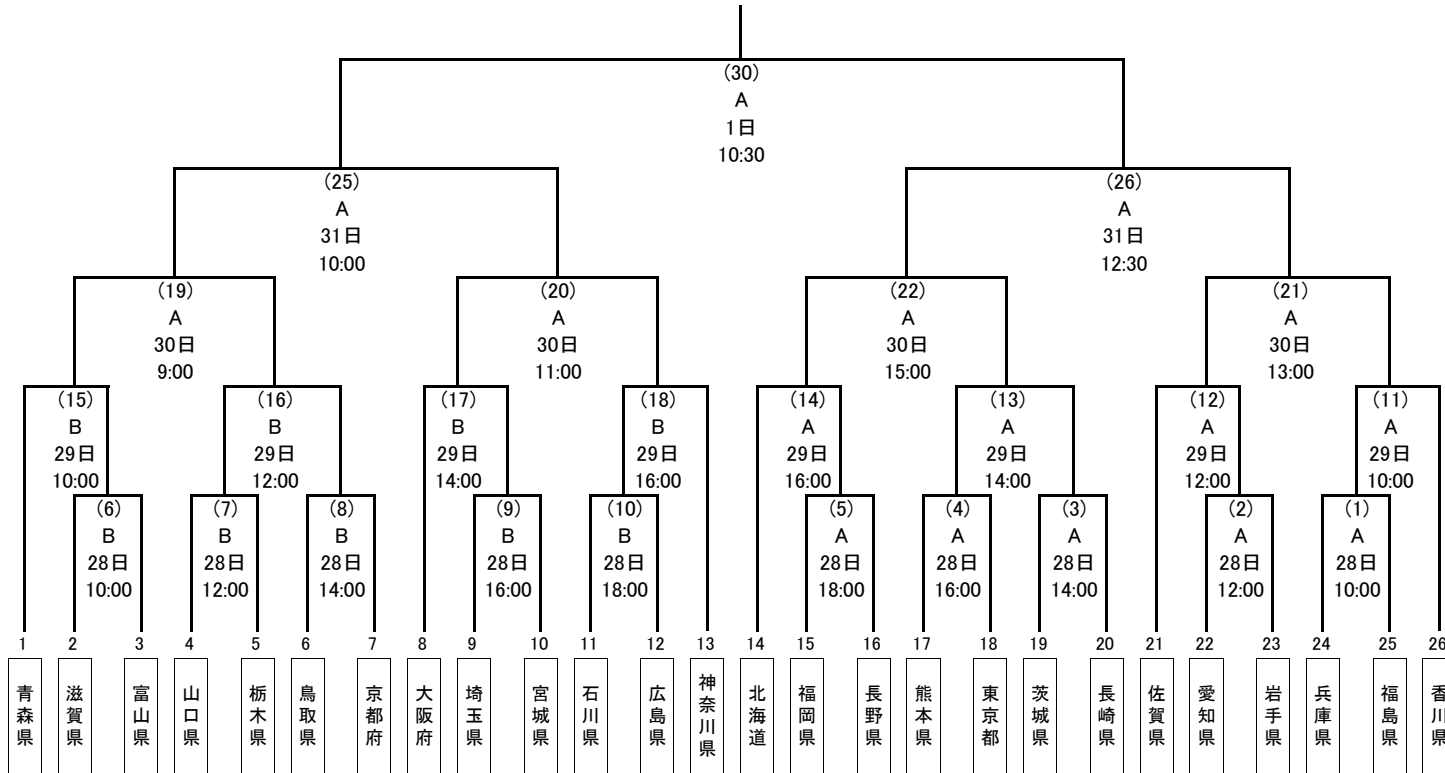 (30)
A
1日
10:30
(25) (26)
A A
31日 31日
10:00 12:30
(19) (20) (22) (21)
A A A A
30日 30日 30日 30日
9:00 11:00 15:00 13:00
(15) (16) (17) (18) (14) (13) (12) (11)
B B B B A A A A
29日 29日 29日 29日 29日 29日 29日 29日
10:00 12:00 14:00 16:00 16:00 14:00 12:00 10:00
(6) (7) (8) (9) (10) (5) (4) (3) (2) (1)
B B B B B A A A A A
28日 28日 28日 28日 28日 28日 28日 28日 28日 28日
10:00 12:00 14:00 16:00 18:00 18:00 16:00 14:00 12:00 10:00
1 2 3 4 5 6 7 8 9 10 11 12 13 14 15 16 17 18 19 20 21 22 23 24 25 26
青森県 滋賀県 富山県 山口県 栃木県 鳥取県 京都府 大阪府 埼玉県 宮城県 石川県 広島県 神奈川県 北海道 福岡県 長野県 熊本県 東京都 茨城県 長崎県 佐賀県 愛知県 岩手県 兵庫県 福島県 香川県